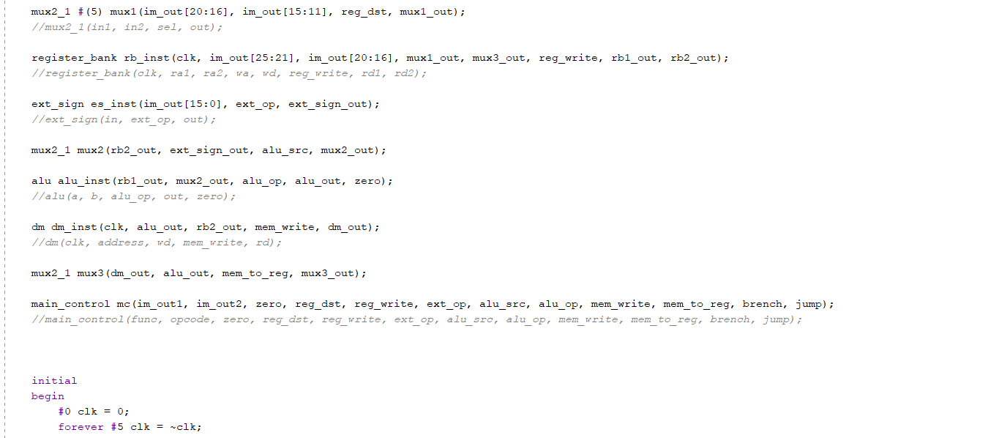 mux2_1 #(5) mux1(im_out[20:16], im_out[15:11], reg_dst, mux1_out);
//mux2_1(in1, in2, sel, out);
register_bank rb_inst(clk, im_out[25:21], im_out[20:16], mux1_out, mux3_out, reg_write, rb1_out, rb2_out);
//register_bank(clk, ra1, ra2, wa, wd, reg_write, rd1, rd2);
ext_sign es_inst(im_out[15:0], ext_op, ext_sign_out);
//ext_sign(in, ext_op, out);
mux2_1 mux2(rb2_out, ext_sign_out, alu_src, mux2_out);
alu alu_inst(rb1_out, mux2_out, alu_op, alu_out, zero);
//alu(a, b, alu_op, out, zero);
dm dm_inst(clk, alu_out, rb2_out, mem_write, dm_out);
//dm(clk, address, wd, mem_write, rd);
mux2_1 mux3(dm_out, alu_out, mem_to_reg, mux3_out);
main_control mc(im_out1, im_out2, zero, reg_dst, reg_write, ext_op, alu_src, alu_op, mem_write, mem_to_reg, brench, jump);
//main_control(func, opcode, zero, reg_dst, reg_write, ext_op, alu_src, alu_op, mem_write, mem_to_reg, brench, jump);
initial
begin
#0 clk = 0;
forever #5 clk = ~clk;